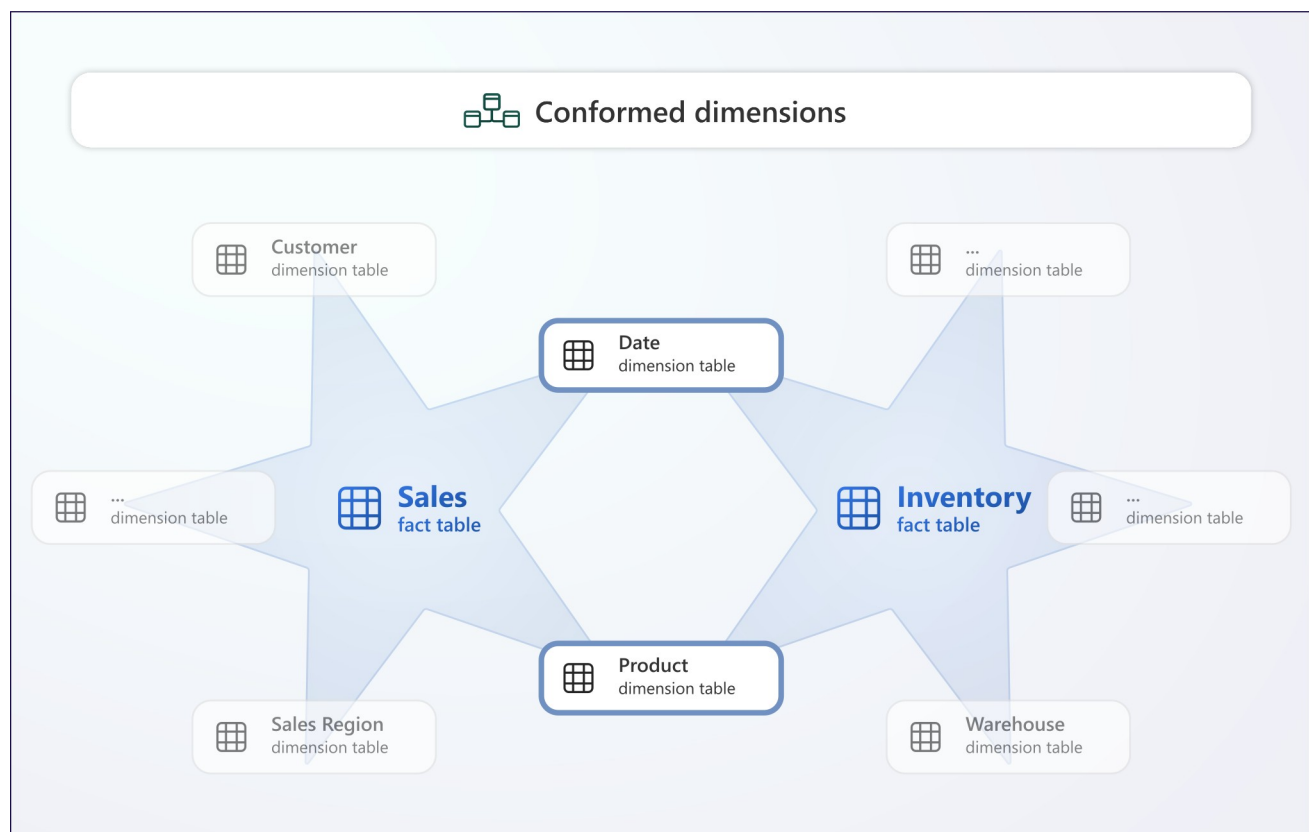 Conformed dimensions
Customer
dimension table
...
dimension table
Date
dimension table
...
dimension table
Sales
fact table
Inventory
fact table
...
dimension table
Product
dimension table
Sales Region
dimension table
Warehouse
dimension table